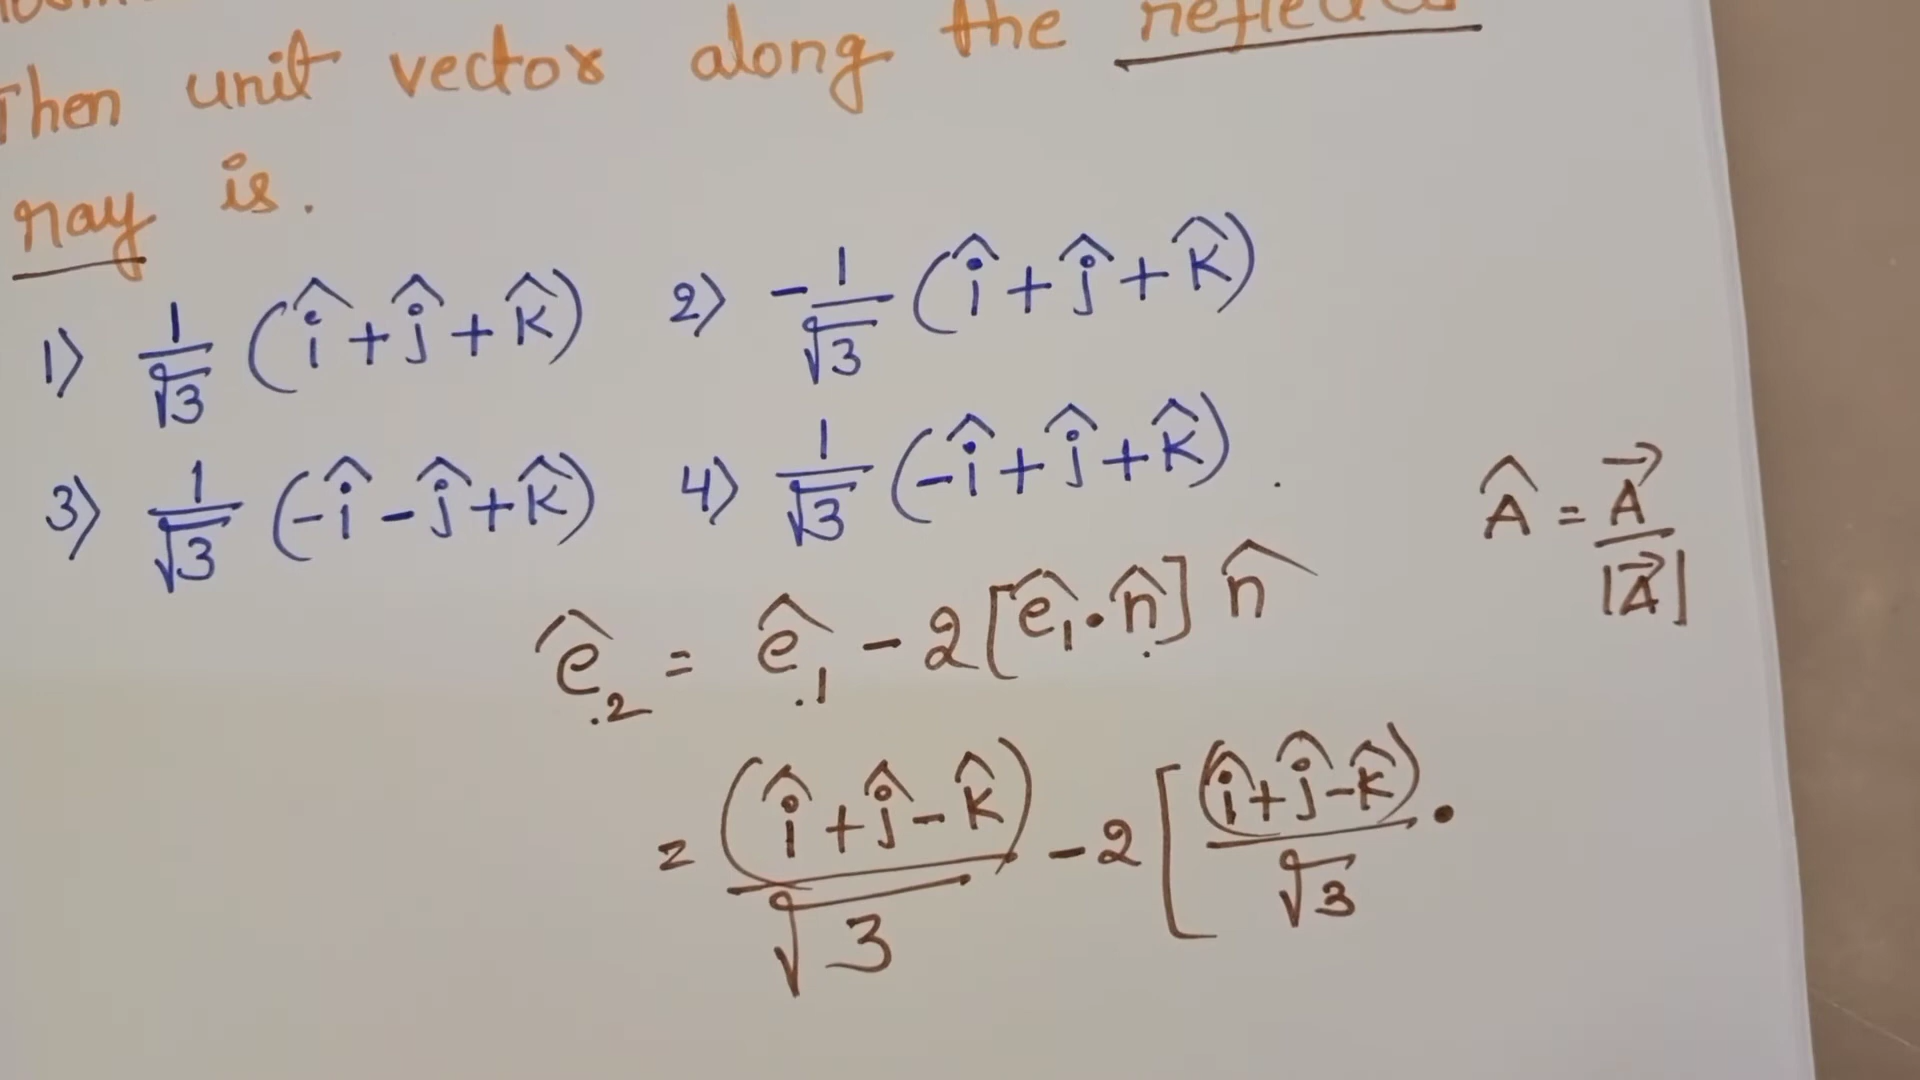 Then unit vector along the
ray is.
1) 1/√3 (î+ĵ+k̂) 2) -1/√3 (î+ĵ+k̂)
3) 1/√3 (-î-ĵ+k̂) 4) 1/√3 (-î+ĵ+k̂).
Â = A⃗/|A⃗|
ê₂ = ê₁ - 2[ê₁·n̂] n̂
= (î+ĵ-k̂)/√3 - 2[(î+ĵ-k̂)/√3 ·